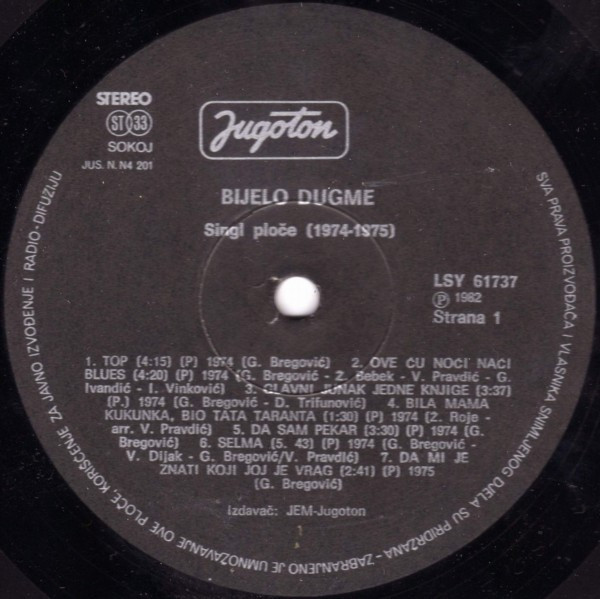 STEREO
ST 33
SOKOJ
JUS. N. N4 201
Jugoton
BIJELO DUGME
Singl ploče (1974-1975)
LSY 61737
Ⓟ 1982
Strana 1
1. TOP (4:15) (P) 1974 (G. Bregović) 2. OVE ĆU NOĆI NAĆI
BLUES (4:20) (P) 1974 (G. Bregović - Z. Bebek - V. Pravdić - G.
Ivandić - I. Vinković) 3. GLAVNI JUNAK JEDNE KNJIGE (3:37)
(P.) 1974 (G. Bregović - D. Trifunović) 4. BILA MAMA
KUKUNKA, BIO TATA TARANTA (1:30) (P) 1974 (Z. Roje -
arr. V. Pravdić) 5. DA SAM PEKAR (3:30) (P) 1974 (G.
Bregović) 6. SELMA (5. 43) (P) 1974 (G. Bregović -
V. Dijak - G. Bregović/V. Pravdić) 7. DA MI JE
ZNATI KOJI JOJ JE VRAG (2:41) (P) 1975
(G. Bregović)
Izdavač: JEM-Jugoton
SVA PRAVA PROIZVOĐAČA I VLASNIKA SNIMLJENOG DJELA SU PRIDRŽANA - ZABRANJENO JE UMNOŽAVANJE OVE PLOČE, KORIŠĆENJE ZA JAVNO IZVOĐENJE I RADIO-DIFUZIJU